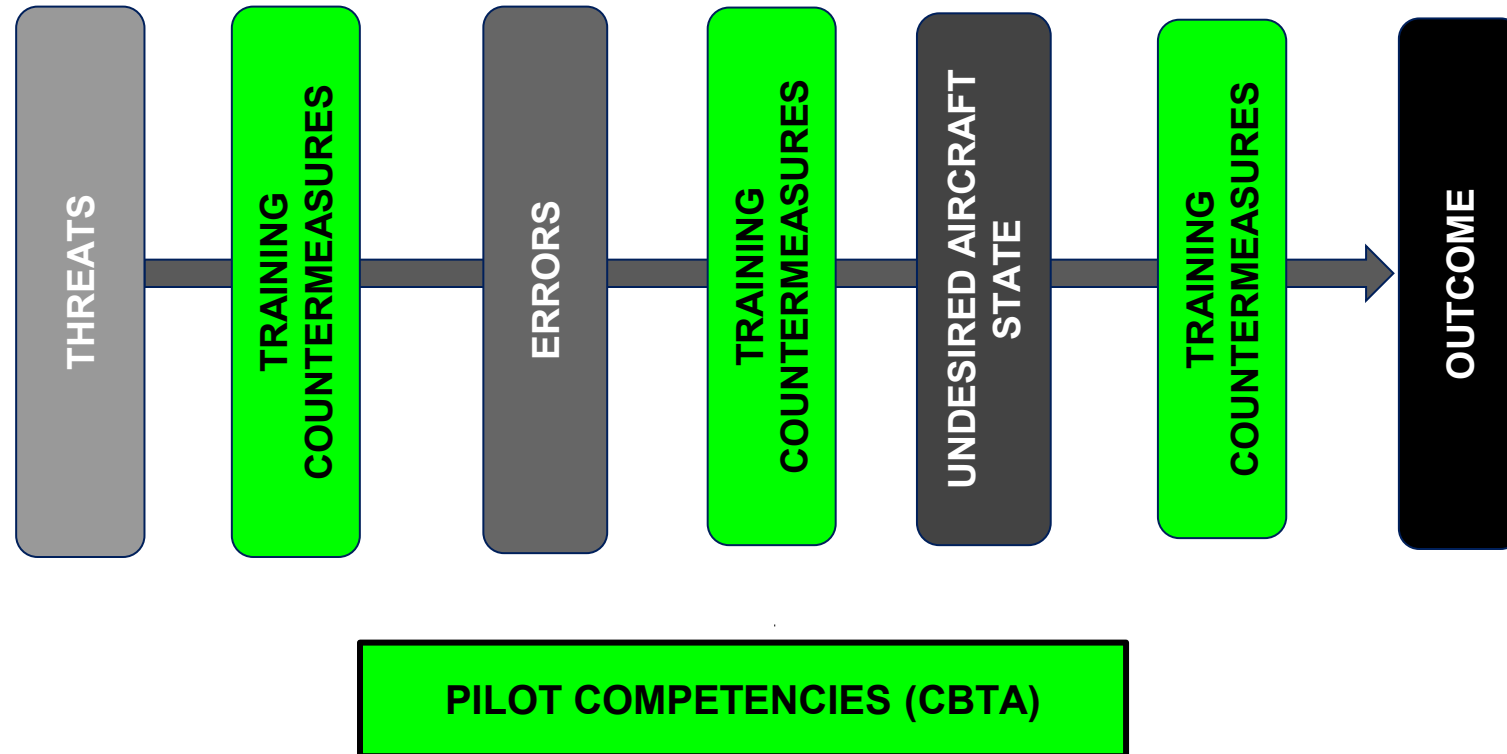 THREATS
TRAINING
COUNTERMEASURES
ERRORS
TRAINING
COUNTERMEASURES
UNDESIRED AIRCRAFT
STATE
TRAINING
COUNTERMEASURES
OUTCOME
PILOT COMPETENCIES (CBTA)